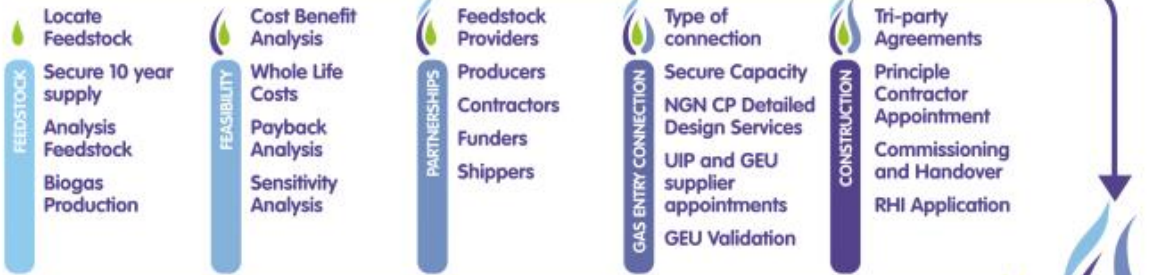 FEEDSTOCK
Locate
Feedstock
Secure 10 year
supply
Analysis
Feedstock
Biogas
Production
FEASIBILITY
Cost Benefit
Analysis
Whole Life
Costs
Payback
Analysis
Sensitivity
Analysis
PARTNERSHIPS
Feedstock
Providers
Producers
Contractors
Funders
Shippers
GAS ENTRY CONNECTION
Type of
connection
Secure Capacity
NGN CP Detailed
Design Services
UIP and GEU
supplier
appointments
GEU Validation
CONSTRUCTION
Tri-party
Agreements
Principle
Contractor
Appointment
Commissioning
and Handover
RHI Application